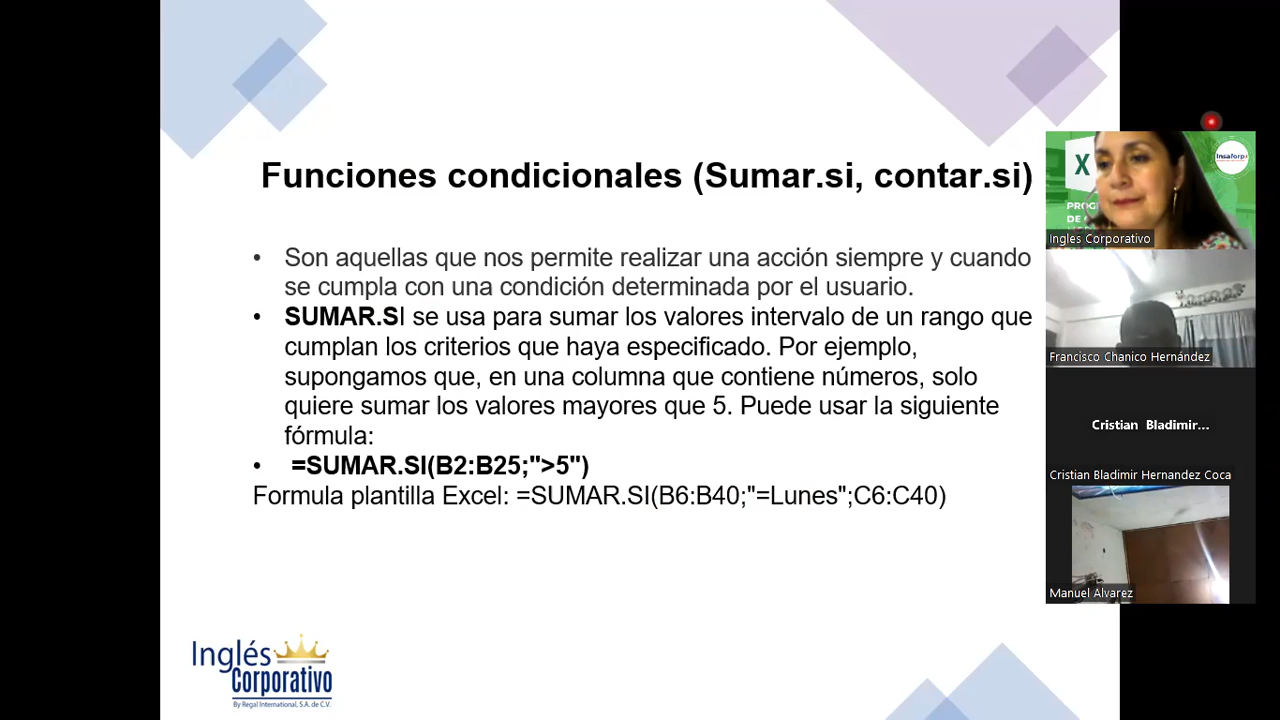 Funciones condicionales (Sumar.si, contar.si)
• Son aquellas que nos permite realizar una acción siempre y cuando
se cumpla con una condición determinada por el usuario.
• SUMAR.SI se usa para sumar los valores intervalo de un rango que
cumplan los criterios que haya especificado. Por ejemplo,
supongamos que, en una columna que contiene números, solo
quiere sumar los valores mayores que 5. Puede usar la siguiente
fórmula:
• =SUMAR.SI(B2:B25;">5")
Formula plantilla Excel: =SUMAR.SI(B6:B40;"=Lunes";C6:C40)
Inglés
Corporativo
By Regal International, S.A. de C.V.
X
Insaforp
Ingles Corporativo
Francisco Chanico Hernández
Cristian Bladimir...
Cristian Bladimir Hernandez Coca
Manuel Alvarez